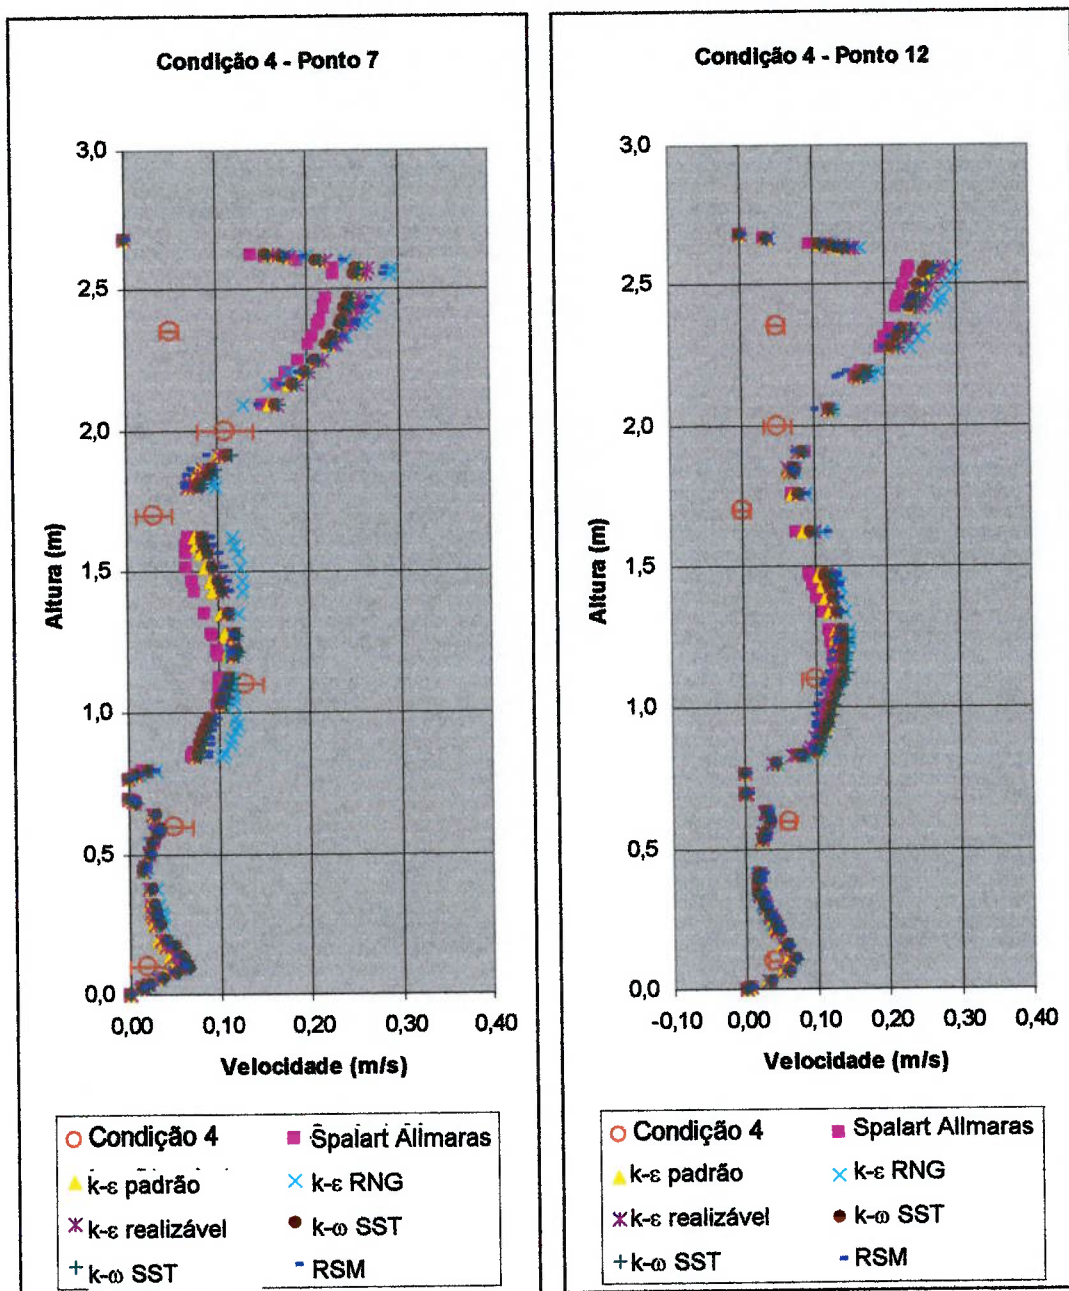 Condição 4 - Ponto 7
3,0
2,5
2,0
1,5
1,0
0,5
0,0
Altura (m)
0,00 0,10 0,20 0,30 0,40
Velocidade (m/s)
Condição 4 Spalart Allmaras
k-ε padrão k-ε RNG
k-ε realizável k-ω SST
k-ω SST RSM
Condição 4 - Ponto 12
3,0
2,5
2,0
1,5
1,0
0,5
0,0
Altura (m)
-0,10 0,00 0,10 0,20 0,30 0,40
Velocidade (m/s)
Condição 4 Spalart Allmaras
k-ε padrão k-ε RNG
k-ε realizável k-ω SST
k-ω SST RSM